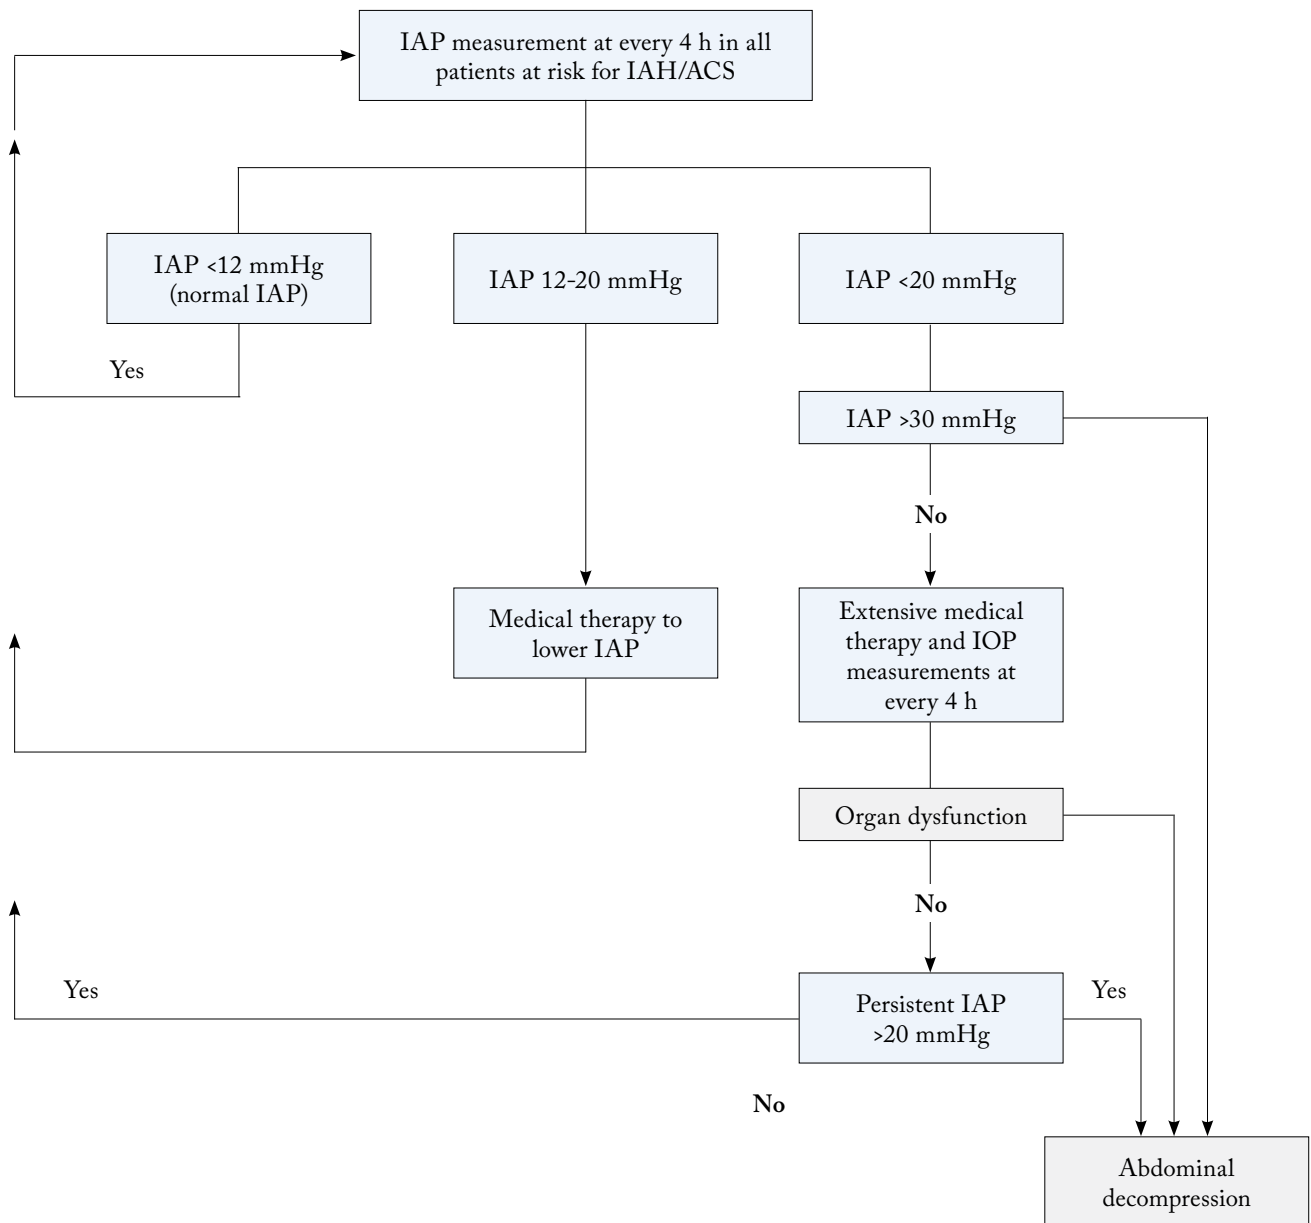 IAP measurement at every 4 h in all
patients at risk for IAH/ACS
IAP <12 mmHg
(normal IAP)
IAP 12-20 mmHg
IAP <20 mmHg
Yes
IAP >30 mmHg
No
Medical therapy to
lower IAP
Extensive medical
therapy and IOP
measurements at
every 4 h
Organ dysfunction
No
Yes
Persistent IAP
>20 mmHg
Yes
No
Abdominal
decompression